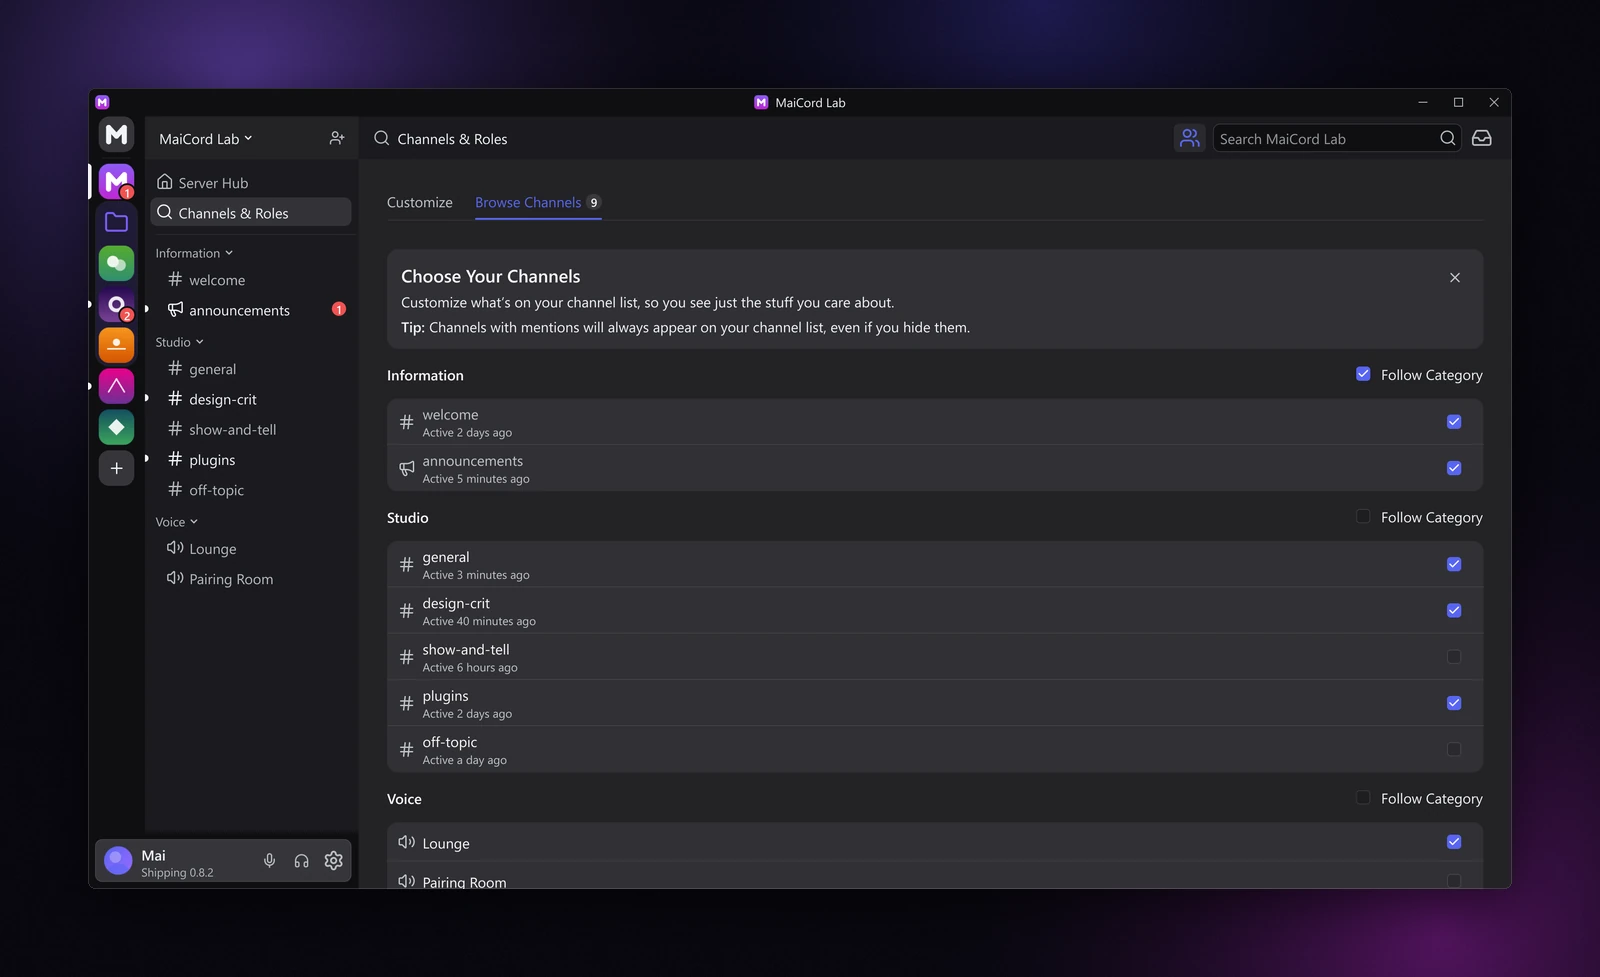 MaiCord Lab
MaiCord Lab
Channels & Roles
Search MaiCord Lab
1
2
Server Hub
Channels & Roles
Information
welcome
announcements
1
Studio
general
design-crit
show-and-tell
plugins
off-topic
Voice
Lounge
Pairing Room
Mai
Shipping 0.8.2
Customize
Browse Channels 9
Choose Your Channels
Customize what's on your channel list, so you see just the stuff you care about.
Tip: Channels with mentions will always appear on your channel list, even if you hide them.
Information
Follow Category
welcome
Active 2 days ago
announcements
Active 5 minutes ago
Studio
Follow Category
general
Active 3 minutes ago
design-crit
Active 40 minutes ago
show-and-tell
Active 6 hours ago
plugins
Active 2 days ago
off-topic
Active a day ago
Voice
Follow Category
Lounge
Pairing Room